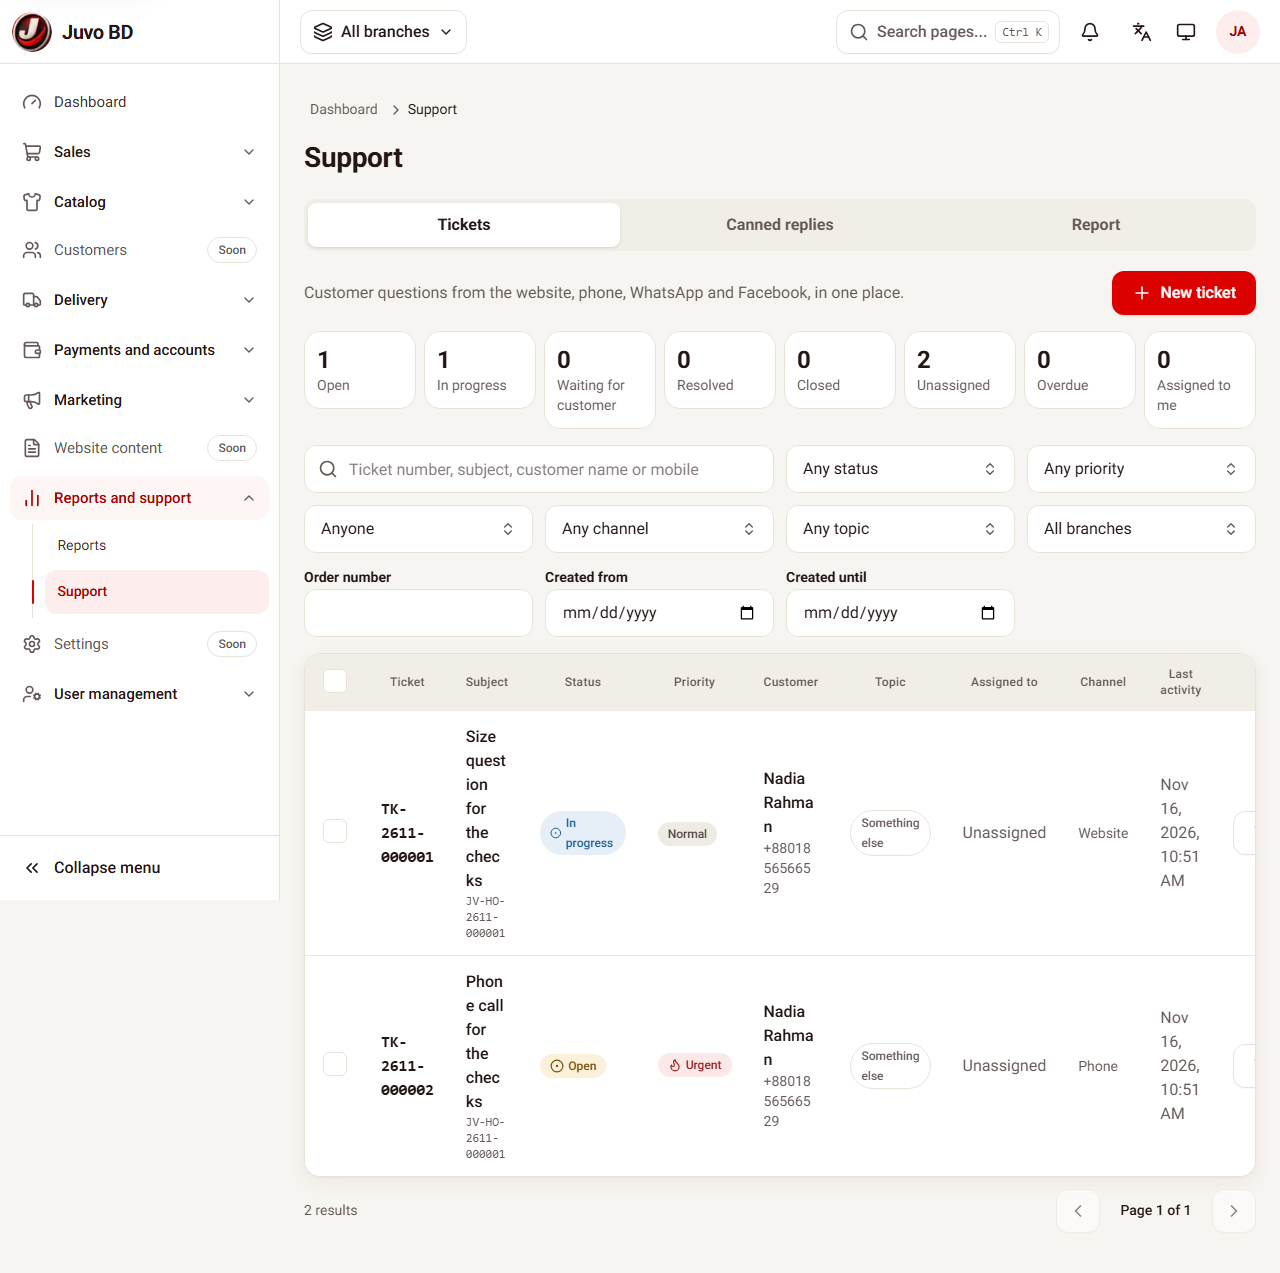 Juvo BD
All branches
Search pages...
Ctrl K
JA
Dashboard
Sales
Catalog
Customers
Soon
Delivery
Payments and accounts
Marketing
Website content
Soon
Reports and support
Reports
Support
Settings
Soon
User management
Collapse menu
Dashboard
Support
Support
Tickets
Canned replies
Report
Customer questions from the website, phone, WhatsApp and Facebook, in one place.
New ticket
1
Open
1
In progress
0
Waiting for
customer
0
Resolved
0
Closed
2
Unassigned
0
Overdue
0
Assigned to
me
Ticket number, subject, customer name or mobile
Any status
Any priority
Anyone
Any channel
Any topic
All branches
Order number
Created from
Created until
mm/dd/yyyy
mm/dd/yyyy
Ticket
Subject
Status
Priority
Customer
Topic
Assigned to
Channel
Last
activity
TK-
2611-
000001
Size
quest
ion
for
the
chec
ks
JV-HO-
2611-
000001
In
progress
Normal
Nadia
Rahma
n
+88018
565665
29
Something
else
Unassigned
Website
Nov
16,
2026,
10:51
AM
TK-
2611-
000002
Phon
e call
for
the
chec
ks
JV-HO-
2611-
000001
Open
Urgent
Nadia
Rahma
n
+88018
565665
29
Something
else
Unassigned
Phone
Nov
16,
2026,
10:51
AM
2 results
Page 1 of 1